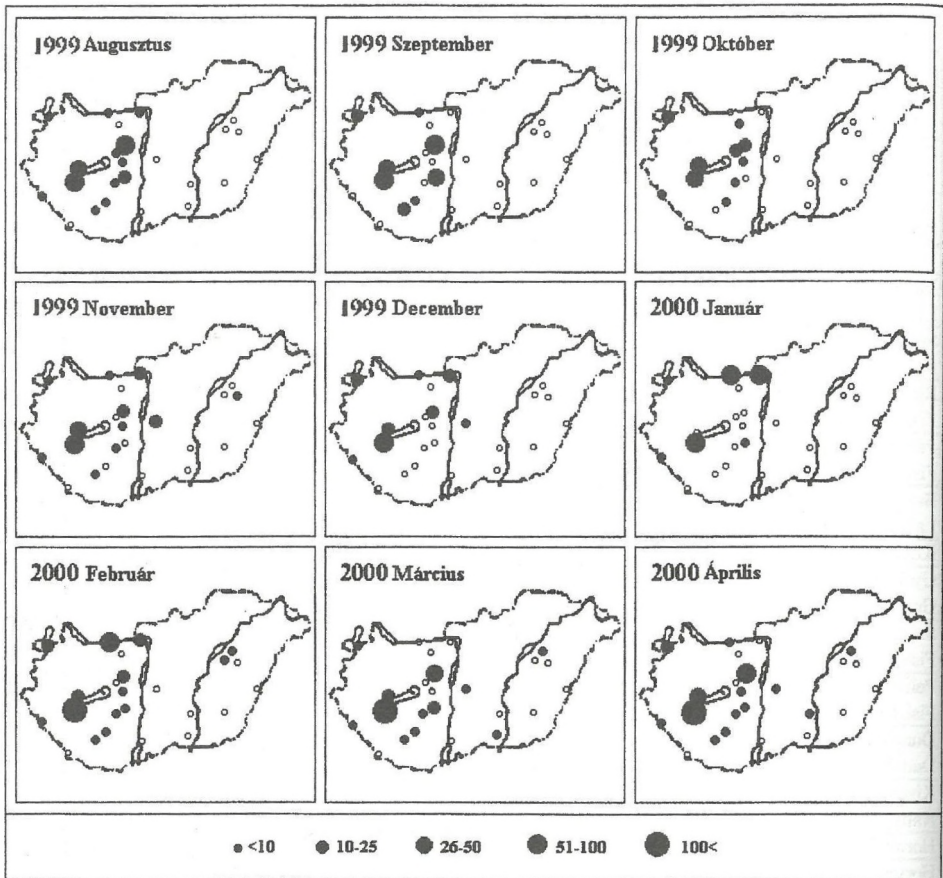 1999 Augusztus
1999 Szeptember
1999 Október
1999 November
1999 December
2000 Január
2000 Február
2000 Március
2000 Április
<10
10-25
26-50
51-100
100<